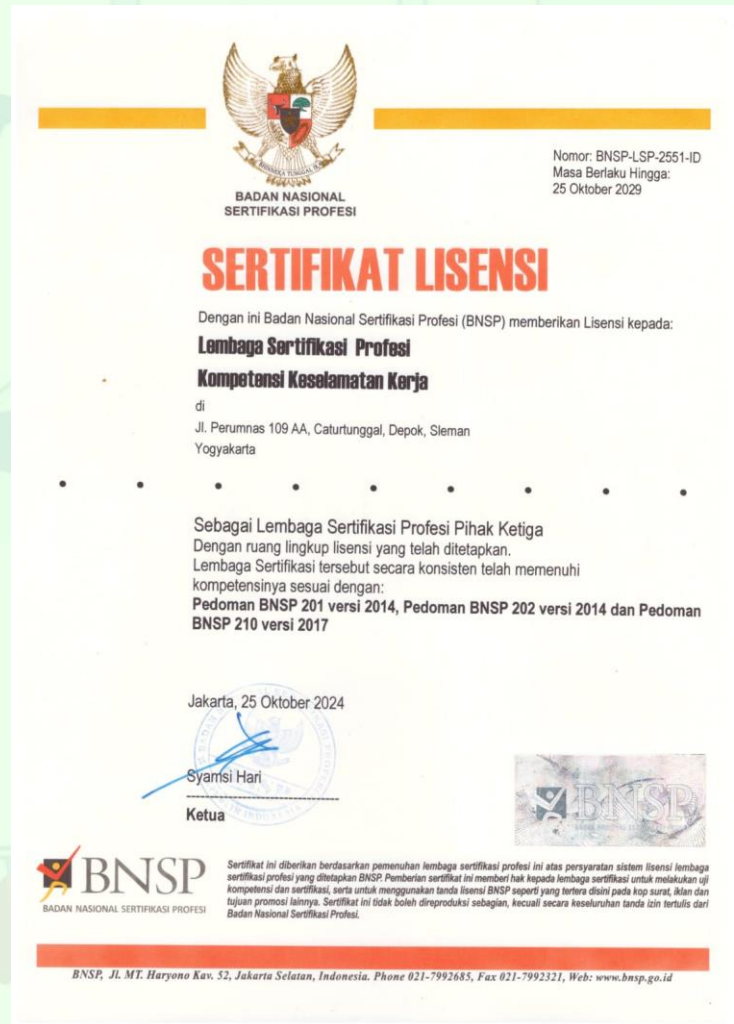 BHINNEKA TUNGGAL IKA
BADAN NASIONAL
SERTIFIKASI PROFESI
Nomor: BNSP-LSP-2551-ID
Masa Berlaku Hingga:
25 Oktober 2029
SERTIFIKAT LISENSI
Dengan ini Badan Nasional Sertifikasi Profesi (BNSP) memberikan Lisensi kepada:
Lembaga Sertifikasi Profesi
Kompetensi Keselamatan Kerja
di
Jl. Perumnas 109 AA, Caturtunggal, Depok, Sleman
Yogyakarta
Sebagai Lembaga Sertifikasi Profesi Pihak Ketiga
Dengan ruang lingkup lisensi yang telah ditetapkan.
Lembaga Sertifikasi tersebut secara konsisten telah memenuhi
kompetensinya sesuai dengan:
Pedoman BNSP 201 versi 2014, Pedoman BNSP 202 versi 2014 dan Pedoman
BNSP 210 versi 2017
Jakarta, 25 Oktober 2024
Syamsi Hari
Ketua
BNSP
BNSP
BADAN NASIONAL SERTIFIKASI PROFESI
Sertifikat ini diberikan berdasarkan pemenuhan lembaga sertifikasi profesi ini atas persyaratan sistem lisensi lembaga
sertifikasi profesi yang ditetapkan BNSP. Pemberian sertifikat ini memberi hak kepada lembaga sertifikasi untuk melakukan uji
kompetensi dan sertifikasi, serta untuk menggunakan tanda lisensi BNSP seperti yang tertera disini pada kop surat, iklan dan
tujuan promosi lainnya. Sertifikat ini tidak boleh direproduksi sebagian, kecuali secara keseluruhan tanda izin tertulis dari
Badan Nasional Sertifikasi Profesi.
BNSP, Jl. MT. Haryono Kav. 52, Jakarta Selatan, Indonesia. Phone 021-7992685, Fax 021-7992321, Web: www.bnsp.go.id